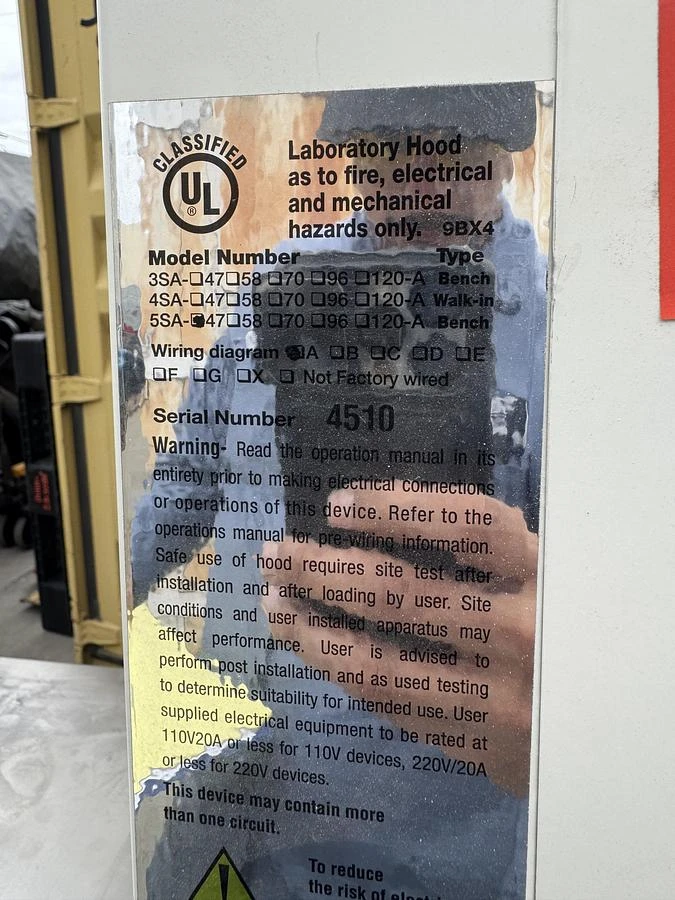 CLASSIFIED
UL
®
Laboratory Hood
as to fire, electrical
and mechanical
hazards only. 9BX4
Model Number Type
3SA-☐47☐58 ☐70 ☐96 ☐120-A Bench
4SA-☐47☐58 ☐70 ☐96 ☐120-A Walk-in
5SA-■47☐58 ☐70 ☐96 ☐120-A Bench
Wiring diagram ■A ☐B ☐C ☐D ☐E
☐F ☐G ☐X ☐ Not Factory wired
Serial Number 4510
Warning- Read the operation manual in its
entirety prior to making electrical connections
or operations of this device. Refer to the
operations manual for pre-wiring information.
Safe use of hood requires site test after
installation and after loading by user. Site
conditions and user installed apparatus may
affect performance. User is advised to
perform post installation and as used testing
to determine suitability for intended use. User
supplied electrical equipment to be rated at
110V20A or less for 110V devices, 220V/20A
or less for 220V devices.
This device may contain more
than one circuit.
To reduce
the risk of